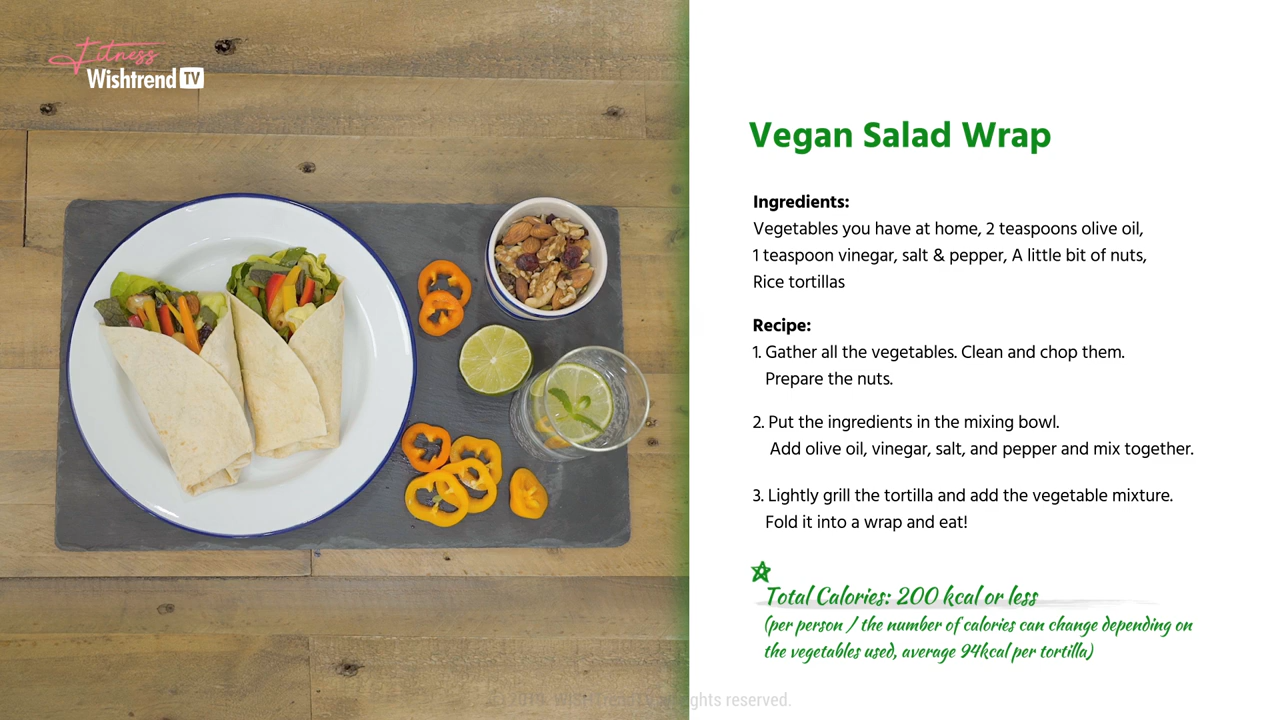 Fitness
Wishtrend TV
Vegan Salad Wrap
Ingredients:
Vegetables you have at home, 2 teaspoons olive oil,
1 teaspoon vinegar, salt & pepper, A little bit of nuts,
Rice tortillas
Recipe:
1. Gather all the vegetables. Clean and chop them.
Prepare the nuts.
2. Put the ingredients in the mixing bowl.
Add olive oil, vinegar, salt, and pepper and mix together.
3. Lightly grill the tortilla and add the vegetable mixture.
Fold it into a wrap and eat!
Total Calories: 200 kcal or less
(per person / the number of calories can change depending on
the vegetables used, average 94kcal per tortilla)
2019. WishtrendTV all rights reserved.